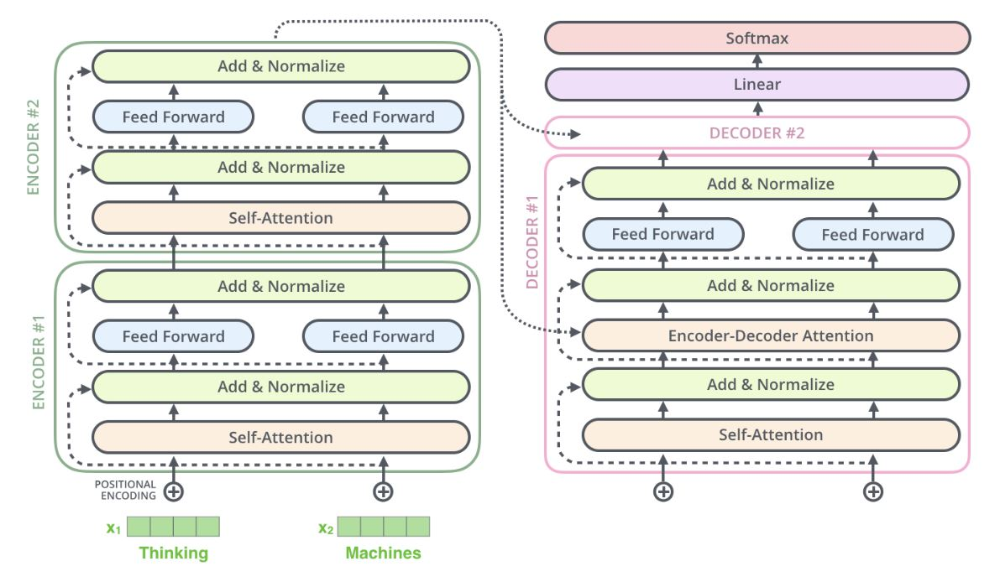 ENCODER #2
Add & Normalize
Feed Forward Feed Forward
Add & Normalize
Self-Attention
ENCODER #1
Add & Normalize
Feed Forward Feed Forward
Add & Normalize
Self-Attention
POSITIONAL
ENCODING
x₁ x₂
Thinking Machines
Softmax
Linear
DECODER #2
DECODER #1
Add & Normalize
Feed Forward Feed Forward
Add & Normalize
Encoder-Decoder Attention
Add & Normalize
Self-Attention